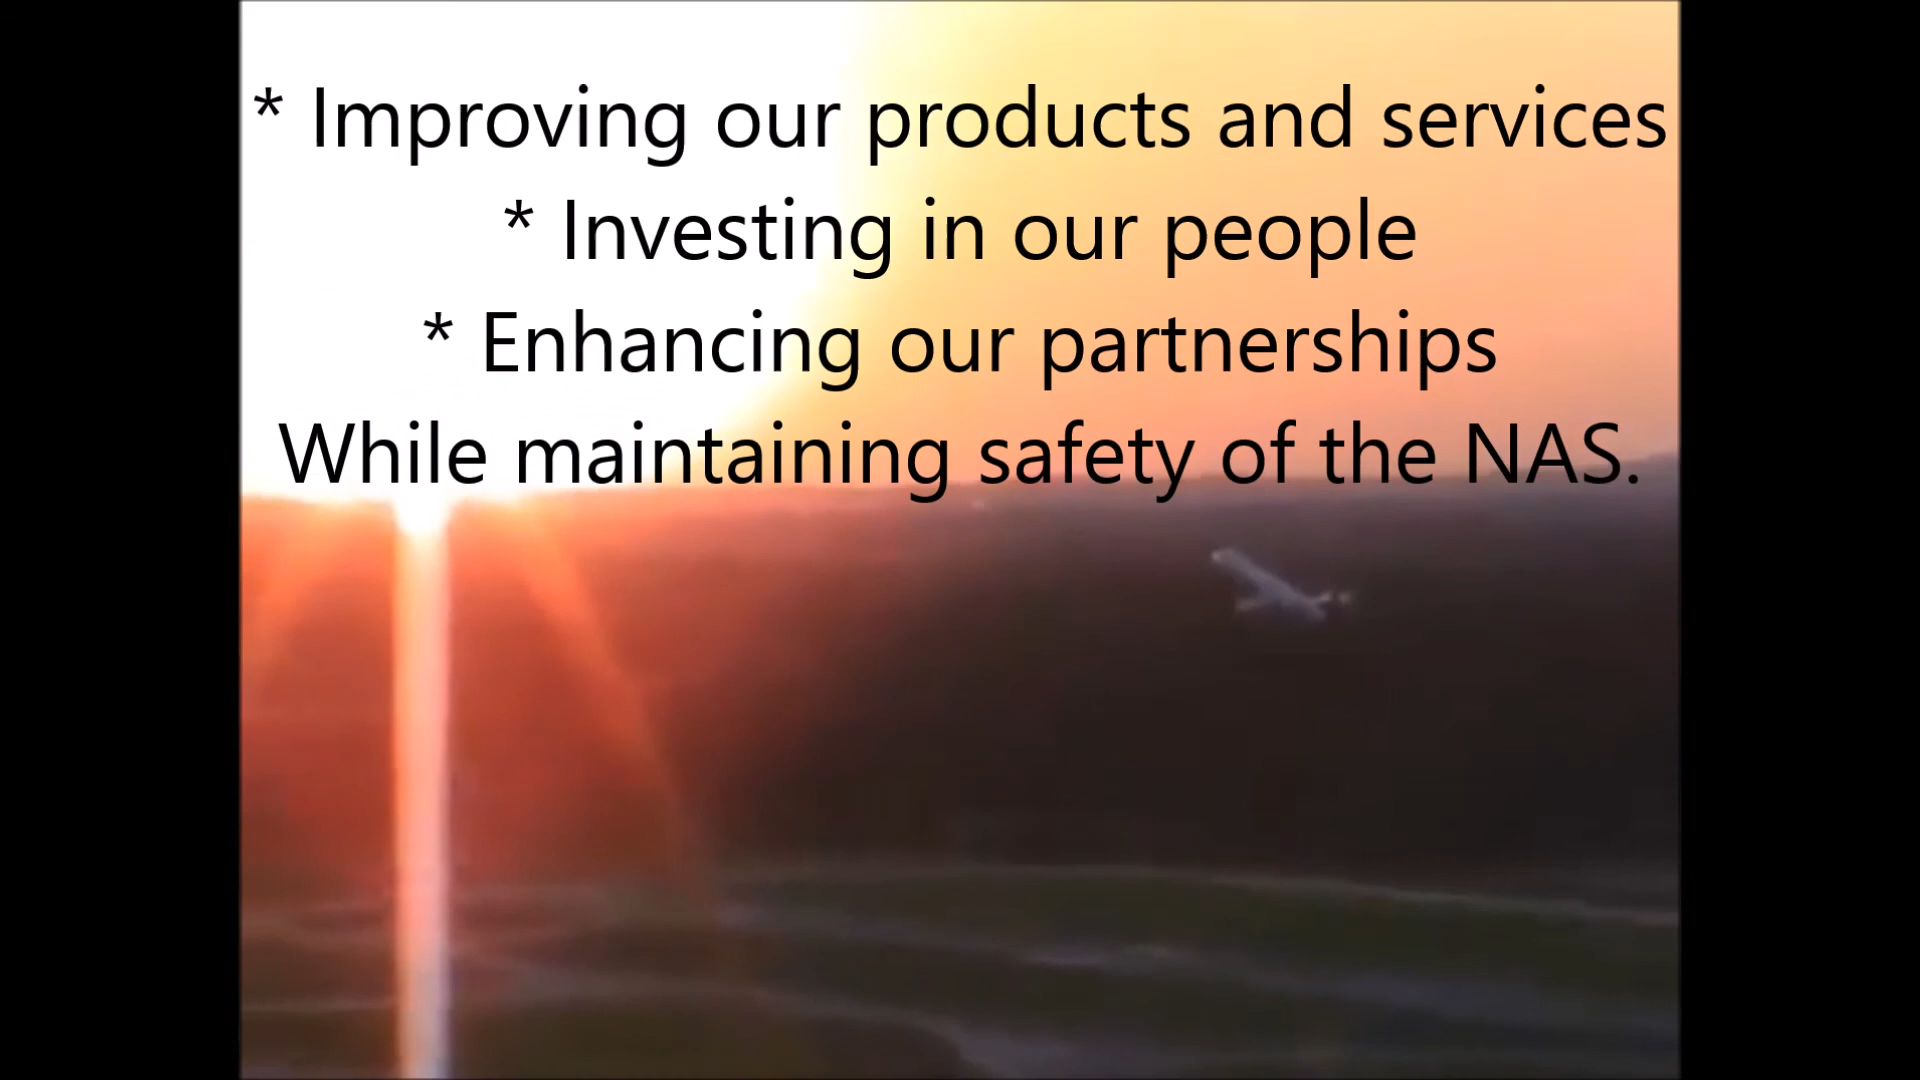 * Improving our products and services
* Investing in our people
* Enhancing our partnerships
While maintaining safety of the NAS.